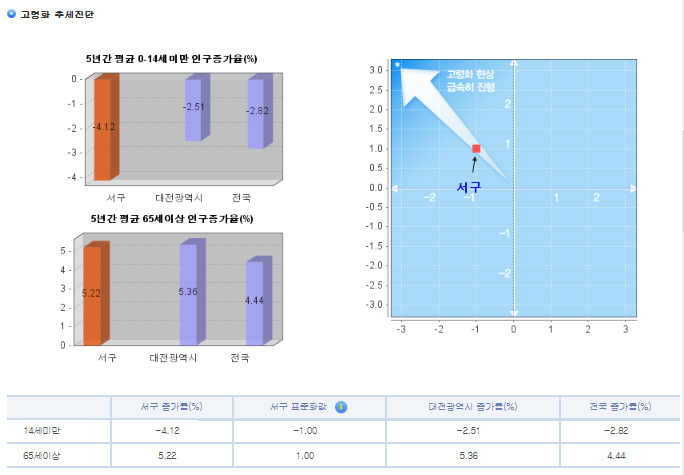 고령화 추세진단
5년간 평균 0-14세미만 인구증가율(%)
0
-1
-2
-3
-4
-4.12
-2.51
-2.82
서구 대전광역시 전국
5년간 평균 65세이상 인구증가율(%)
5
4
3
2
1
0
5.22
5.36
4.44
서구 대전광역시 전국
*
고령화 현상
급속히 진행
3.0
2.5
2.0
1.5
1.0
0.5
0.0
-0.5
-1.0
-1.5
-2.0
-2.5
-3.0
2
1
서구
-2 -1 1 2
-1
-2
-3 -2 -1 0 1 2 3
서구 증가률(%) 서구 표준화값 i 대전광역시 증가률(%) 전국 증가률(%)
14세미만 -4.12 -1.00 -2.51 -2.82
65세이상 5.22 1.00 5.36 4.44